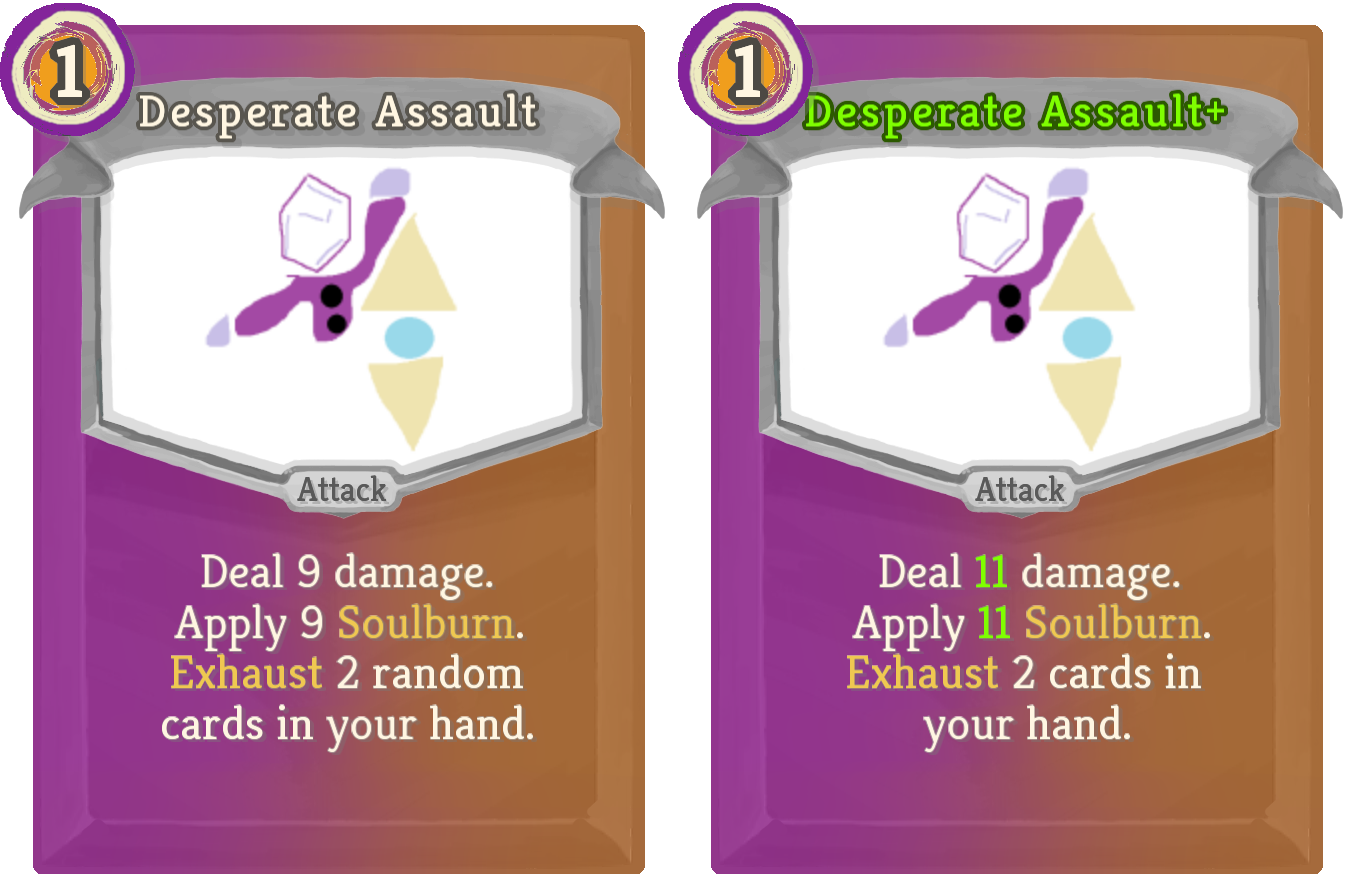 1
Desperate Assault
Attack
Deal 9 damage.
Apply 9 Soulburn.
Exhaust 2 random
cards in your hand.
1
Desperate Assault+
Attack
Deal 11 damage.
Apply 11 Soulburn.
Exhaust 2 cards in
your hand.